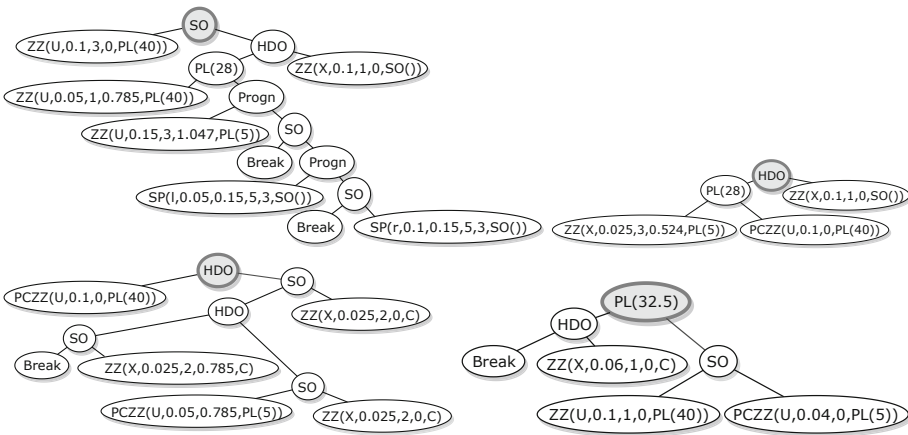 SO
ZZ(U,0.1,3,0,PL(40))
HDO
PL(28)
ZZ(X,0.1,1,0,SO())
ZZ(U,0.05,1,0.785,PL(40))
Progn
ZZ(U,0.15,3,1.047,PL(5))
SO
Break
Progn
SP(l,0.05,0.15,5,3,SO())
SO
Break
SP(r,0.1,0.15,5,3,SO())
HDO
PL(28)
ZZ(X,0.1,1,0,SO())
ZZ(X,0.025,3,0.524,PL(5))
PCZZ(U,0.1,0,PL(40))
HDO
PCZZ(U,0.1,0,PL(40))
SO
HDO
ZZ(X,0.025,2,0,C)
SO
Break
ZZ(X,0.025,2,0.785,C)
SO
PCZZ(U,0.05,0.785,PL(5))
ZZ(X,0.025,2,0,C)
PL(32.5)
HDO
Break
ZZ(X,0.06,1,0,C)
SO
ZZ(U,0.1,1,0,PL(40))
PCZZ(U,0.04,0,PL(5))